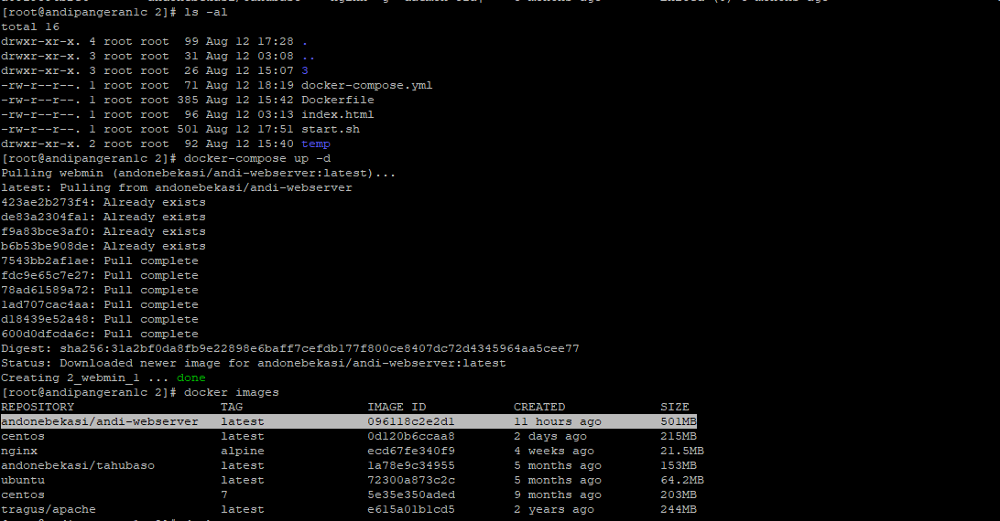 [root@andipangeran1c 2]# ls -al
total 16
drwxr-xr-x. 4 root root  99 Aug 12 17:28 .
drwxr-xr-x. 3 root root  31 Aug 12 03:08 ..
drwxr-xr-x. 3 root root  26 Aug 12 15:07 3
-rw-r--r--. 1 root root  71 Aug 12 18:19 docker-compose.yml
-rw-r--r--. 1 root root 385 Aug 12 15:42 Dockerfile
-rw-r--r--. 1 root root  96 Aug 12 03:13 index.html
-rw-r--r--. 1 root root 501 Aug 12 17:51 start.sh
drwxr-xr-x. 2 root root  92 Aug 12 15:40 temp
[root@andipangeran1c 2]# docker-compose up -d
Pulling webmin (andonebekasi/andi-webserver:latest)...
latest: Pulling from andonebekasi/andi-webserver
423ae2b273f4: Already exists
de83a2304fa1: Already exists
f9a83bce3af0: Already exists
b6b53be908de: Already exists
7543bb2af1ae: Pull complete
fdc9e65c7e27: Pull complete
78ad61589a72: Pull complete
1ad707cac4aa: Pull complete
d18439e52a48: Pull complete
600d0dfcda6c: Pull complete
Digest: sha256:31a2bf0da8fb9e22898e6baff7cefdb177f800ce8407dc72d4345964aa5cee77
Status: Downloaded newer image for andonebekasi/andi-webserver:latest
Creating 2_webmin_1 ... done
[root@andipangeran1c 2]# docker images
REPOSITORY                    TAG                 IMAGE ID            CREATED             SIZE
andonebekasi/andi-webserver   latest              096118c2e2d1        11 hours ago        501MB
centos                        latest              0d120b6ccaa8        2 days ago          215MB
nginx                         alpine              ecd67fe340f9        4 weeks ago         21.5MB
andonebekasi/tahubaso         latest              1a78e9c34955        5 months ago        153MB
ubuntu                        latest              72300a873c2c        5 months ago        64.2MB
centos                        7                   5e35e350aded        9 months ago        203MB
tragus/apache                 latest              e615a01b1cd5        2 years ago         244MB